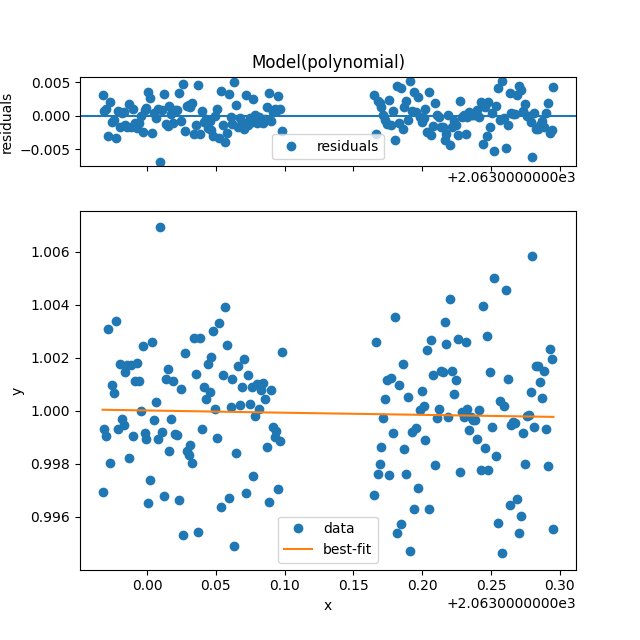 Model(polynomial)
0.005
0.000
−0.005
residuals
residuals
+2.0630000000e3
1.006
1.004
1.002
1.000
0.998
0.996
y
data
best-fit
0.00 0.05 0.10 0.15 0.20 0.25 0.30
x
+2.0630000000e3